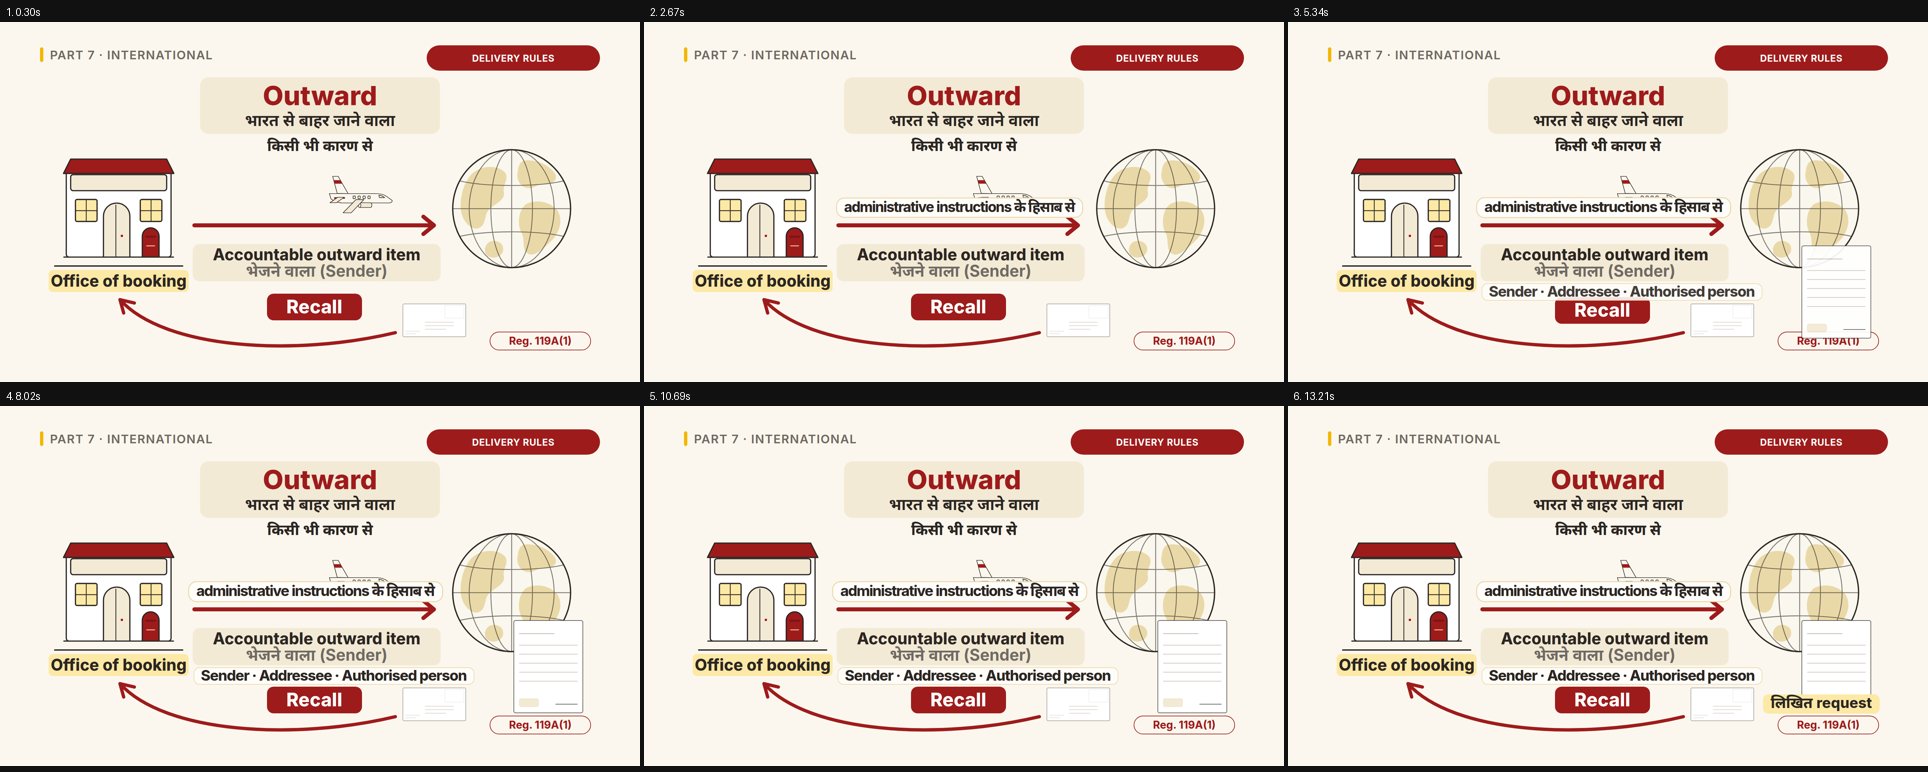 1. 0.30s
PART 7 · INTERNATIONAL
DELIVERY RULES
Outward
भारत से बाहर जाने वाला
किसी भी कारण से
Accountable outward item
भेजने वाला (Sender)
Office of booking
Recall
Reg. 119A(1)
2. 2.67s
PART 7 · INTERNATIONAL
DELIVERY RULES
Outward
भारत से बाहर जाने वाला
किसी भी कारण से
administrative instructions के हिसाब से
Accountable outward item
भेजने वाला (Sender)
Office of booking
Recall
Reg. 119A(1)
3. 5.34s
PART 7 · INTERNATIONAL
DELIVERY RULES
Outward
भारत से बाहर जाने वाला
किसी भी कारण से
administrative instructions के हिसाब से
Accountable outward item
भेजने वाला (Sender)
Office of booking
Sender · Addressee · Authorised person
Recall
Reg. 119A(1)
4. 8.02s
PART 7 · INTERNATIONAL
DELIVERY RULES
Outward
भारत से बाहर जाने वाला
किसी भी कारण से
administrative instructions के हिसाब से
Accountable outward item
भेजने वाला (Sender)
Office of booking
Sender · Addressee · Authorised person
Recall
Reg. 119A(1)
5. 10.69s
PART 7 · INTERNATIONAL
DELIVERY RULES
Outward
भारत से बाहर जाने वाला
किसी भी कारण से
administrative instructions के हिसाब से
Accountable outward item
भेजने वाला (Sender)
Office of booking
Sender · Addressee · Authorised person
Recall
Reg. 119A(1)
6. 13.21s
PART 7 · INTERNATIONAL
DELIVERY RULES
Outward
भारत से बाहर जाने वाला
किसी भी कारण से
administrative instructions के हिसाब से
Accountable outward item
भेजने वाला (Sender)
Office of booking
Sender · Addressee · Authorised person
Recall
लिखित request
Reg. 119A(1)